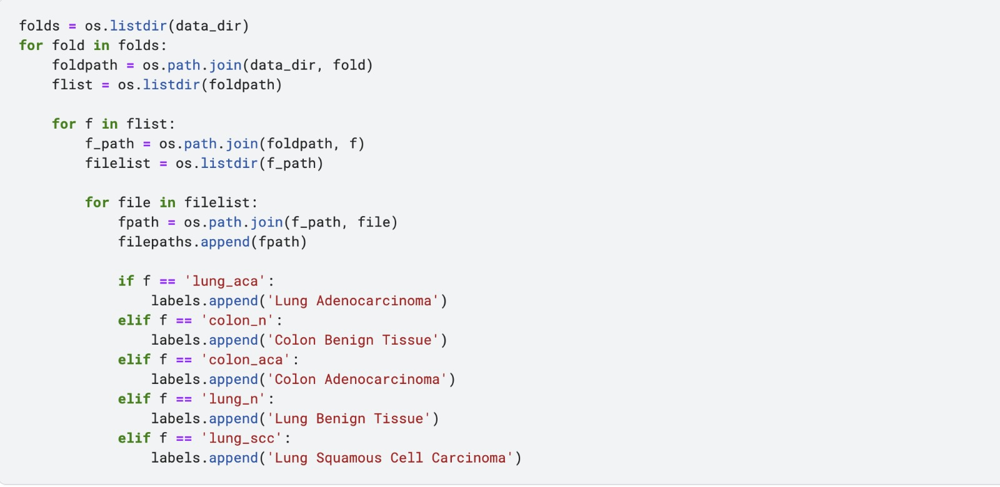 folds = os.listdir(data_dir)
for fold in folds:
    foldpath = os.path.join(data_dir, fold)
    flist = os.listdir(foldpath)

    for f in flist:
        f_path = os.path.join(foldpath, f)
        filelist = os.listdir(f_path)

        for file in filelist:
            fpath = os.path.join(f_path, file)
            filepaths.append(fpath)

            if f == 'lung_aca':
                labels.append('Lung Adenocarcinoma')
            elif f == 'colon_n':
                labels.append('Colon Benign Tissue')
            elif f == 'colon_aca':
                labels.append('Colon Adenocarcinoma')
            elif f == 'lung_n':
                labels.append('Lung Benign Tissue')
            elif f == 'lung_scc':
                labels.append('Lung Squamous Cell Carcinoma')